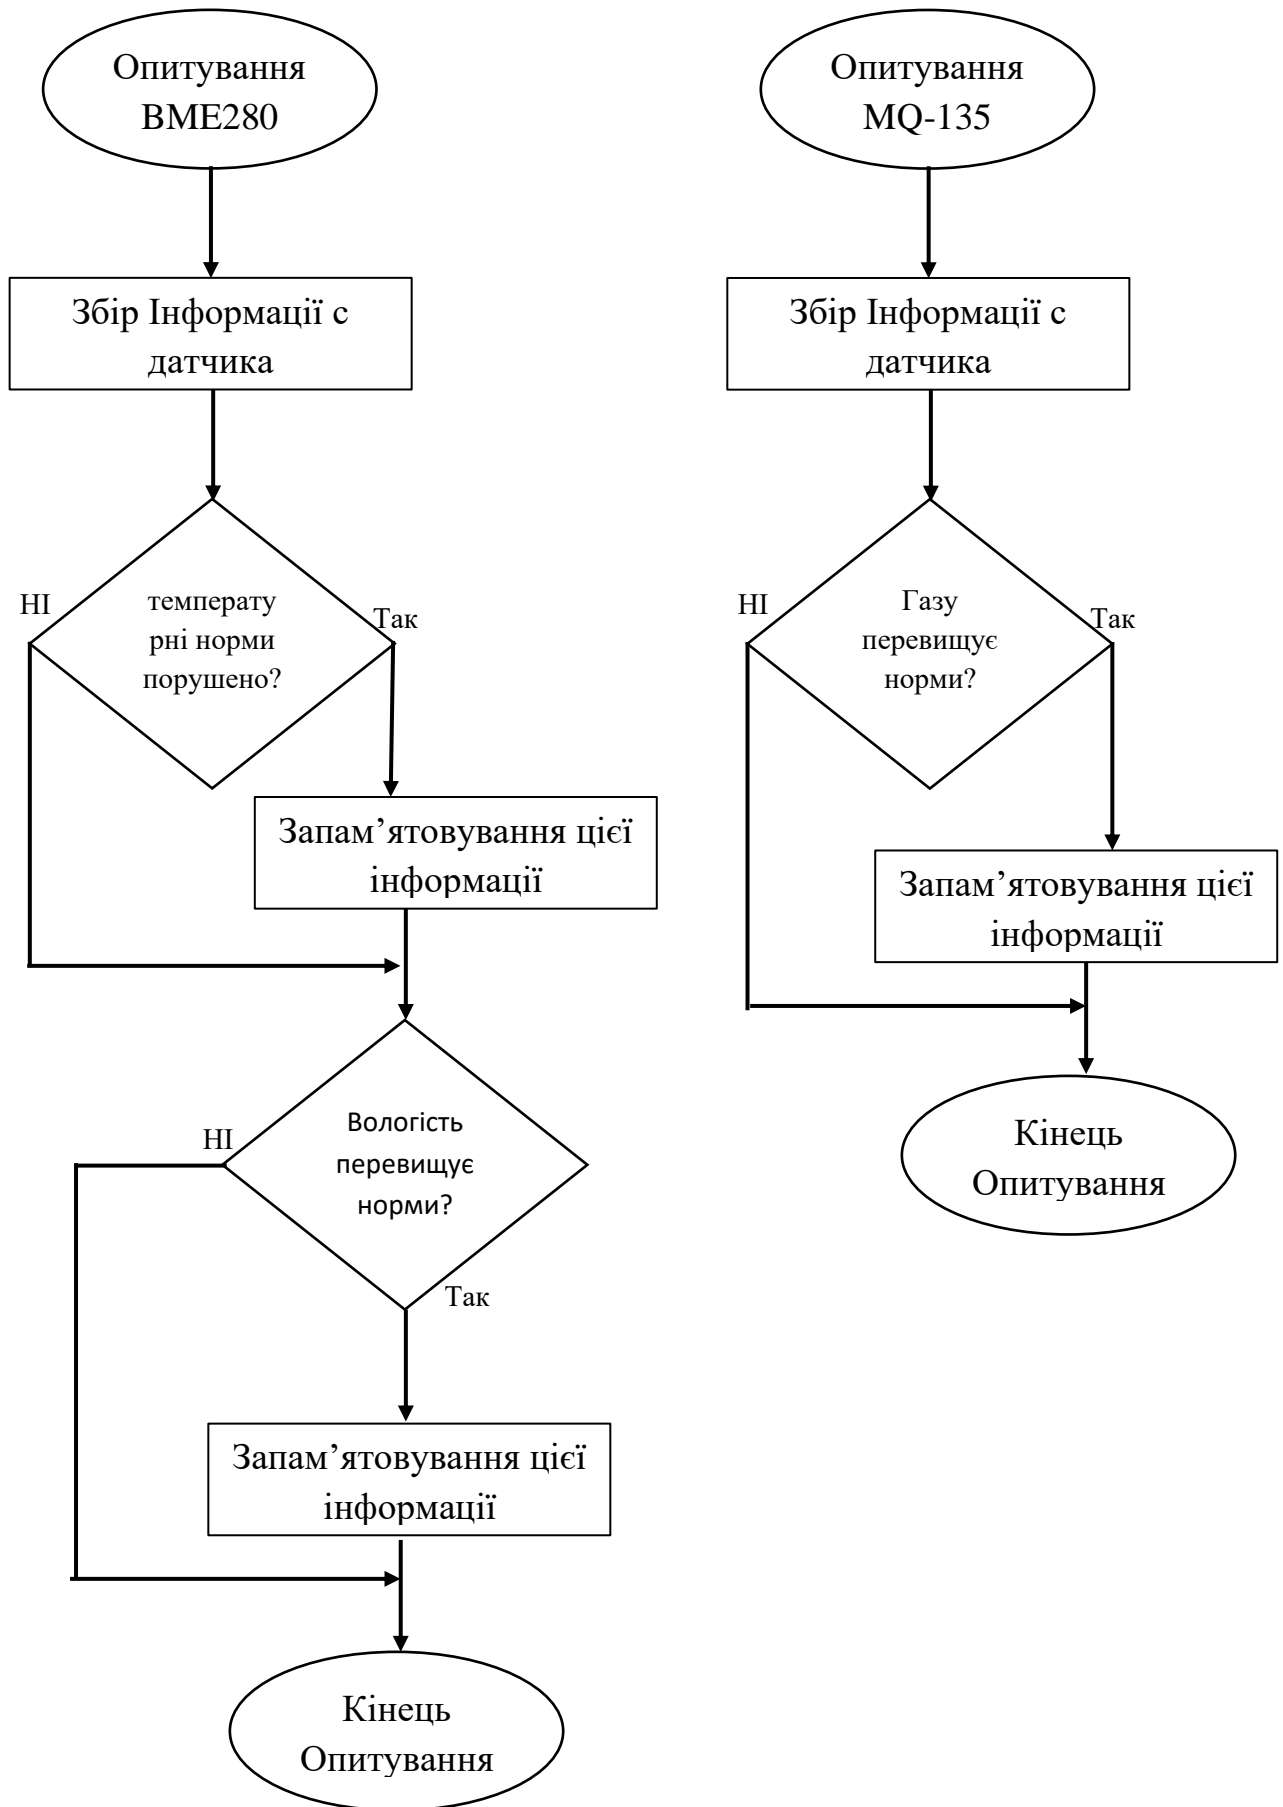 Опитування
BME280
Збір Інформації с
датчика
НІ
температу
рні норми
порушено?
Так
Запам’ятовування цієї
інформації
НІ
Вологість
перевищує
норми?
Так
Запам’ятовування цієї
інформації
Кінець
Опитування
Опитування
MQ-135
Збір Інформації с
датчика
НІ
Газу
перевищує
норми?
Так
Запам’ятовування цієї
інформації
Кінець
Опитування